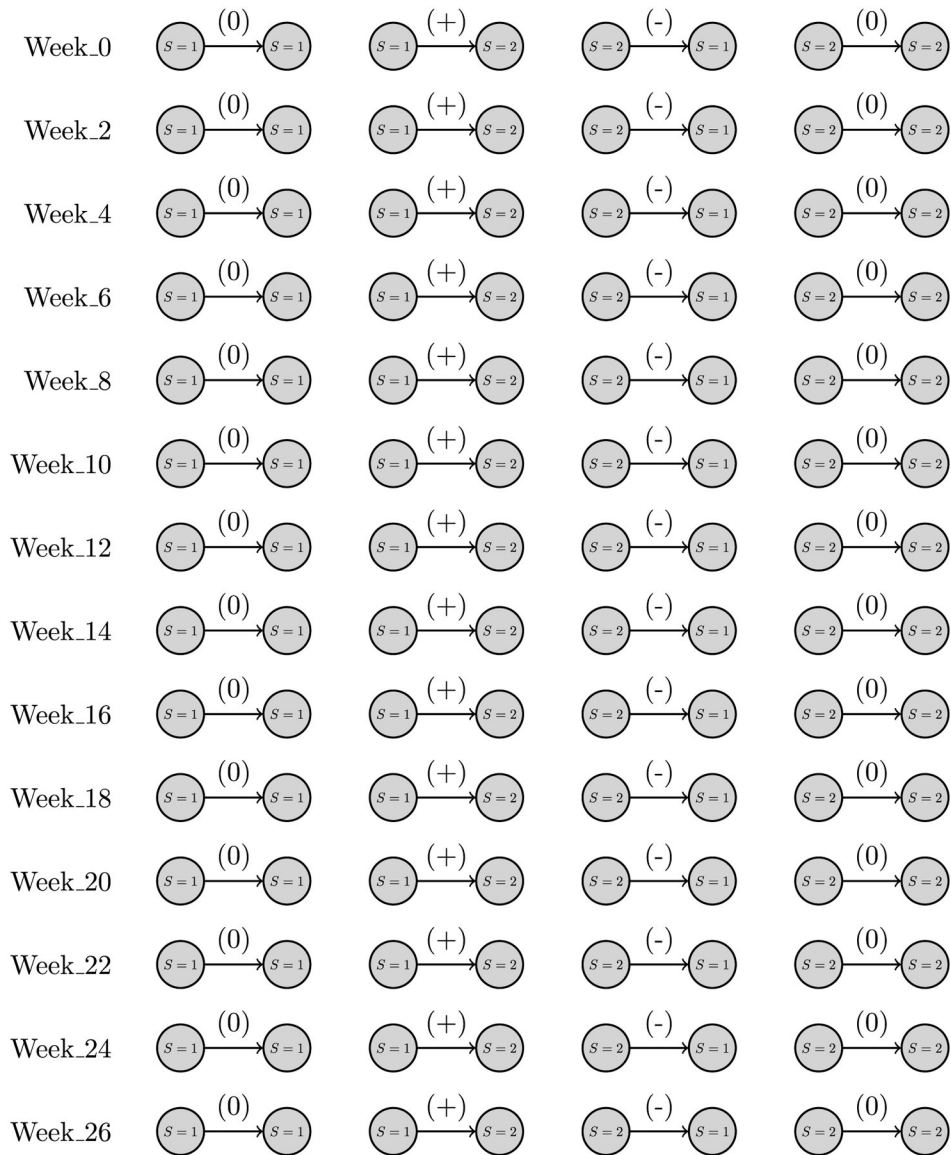 (0) (+) (-) (0)
Week_0 S = 1 S = 1 S = 1 S = 2 S = 2 S = 1 S = 2 S = 2
(0) (+) (-) (0)
Week_2 S = 1 S = 1 S = 1 S = 2 S = 2 S = 1 S = 2 S = 2
(0) (+) (-) (0)
Week_4 S = 1 S = 1 S = 1 S = 2 S = 2 S = 1 S = 2 S = 2
(0) (+) (-) (0)
Week_6 S = 1 S = 1 S = 1 S = 2 S = 2 S = 1 S = 2 S = 2
(0) (+) (-) (0)
Week_8 S = 1 S = 1 S = 1 S = 2 S = 2 S = 1 S = 2 S = 2
(0) (+) (-) (0)
Week_10 S = 1 S = 1 S = 1 S = 2 S = 2 S = 1 S = 2 S = 2
(0) (+) (-) (0)
Week_12 S = 1 S = 1 S = 1 S = 2 S = 2 S = 1 S = 2 S = 2
(0) (+) (-) (0)
Week_14 S = 1 S = 1 S = 1 S = 2 S = 2 S = 1 S = 2 S = 2
(0) (+) (-) (0)
Week_16 S = 1 S = 1 S = 1 S = 2 S = 2 S = 1 S = 2 S = 2
(0) (+) (-) (0)
Week_18 S = 1 S = 1 S = 1 S = 2 S = 2 S = 1 S = 2 S = 2
(0) (+) (-) (0)
Week_20 S = 1 S = 1 S = 1 S = 2 S = 2 S = 1 S = 2 S = 2
(0) (+) (-) (0)
Week_22 S = 1 S = 1 S = 1 S = 2 S = 2 S = 1 S = 2 S = 2
(0) (+) (-) (0)
Week_24 S = 1 S = 1 S = 1 S = 2 S = 2 S = 1 S = 2 S = 2
(0) (+) (-) (0)
Week_26 S = 1 S = 1 S = 1 S = 2 S = 2 S = 1 S = 2 S = 2